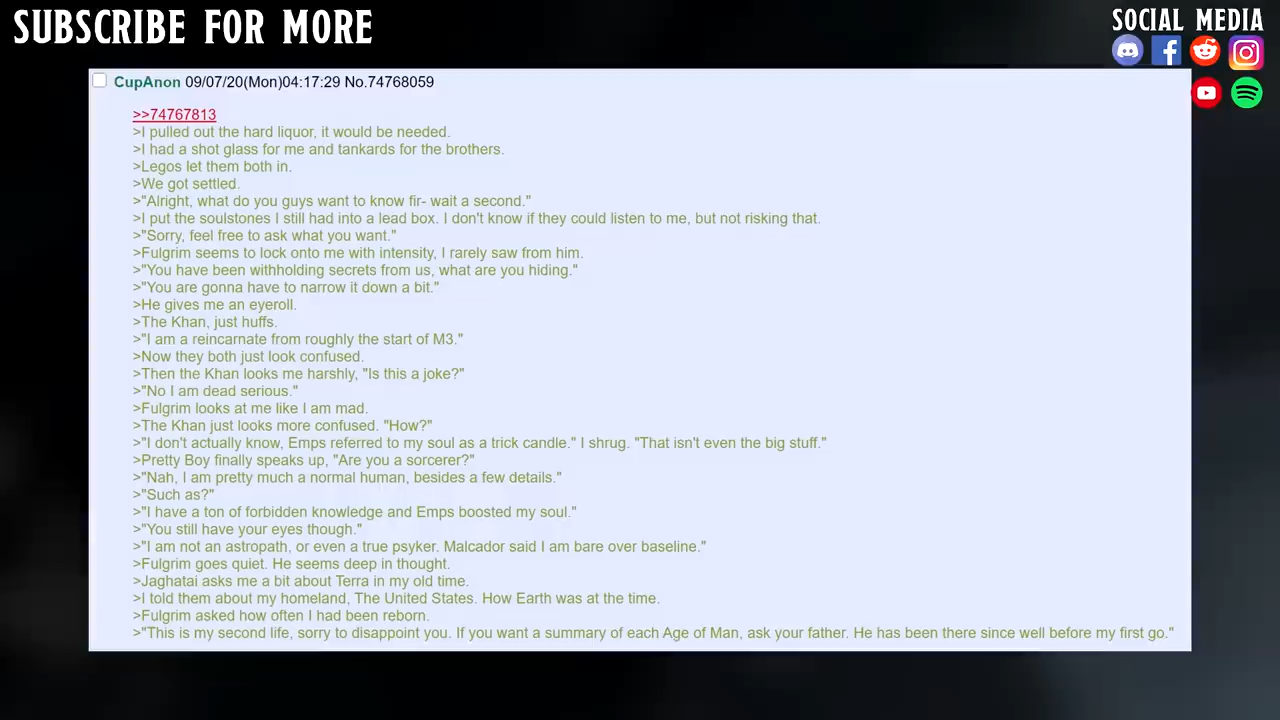 SUBSCRIBE FOR MORE
SOCIAL MEDIA
CupAnon 09/07/20(Mon)04:17:29 No.74768059
>>74767813
>I pulled out the hard liquor, it would be needed.
>I had a shot glass for me and tankards for the brothers.
>Legos let them both in.
>We got settled.
>"Alright, what do you guys want to know fir- wait a second."
>I put the soulstones I still had into a lead box. I don't know if they could listen to me, but not risking that.
>"Sorry, feel free to ask what you want."
>Fulgrim seems to lock onto me with intensity, I rarely saw from him.
>"You have been withholding secrets from us, what are you hiding."
>"You are gonna have to narrow it down a bit."
>He gives me an eyeroll.
>The Khan, just huffs.
>"I am a reincarnate from roughly the start of M3."
>Now they both just look confused.
>Then the Khan looks me harshly, "Is this a joke?"
>"No I am dead serious."
>Fulgrim looks at me like I am mad.
>The Khan just looks more confused. "How?"
>"I don't actually know, Emps referred to my soul as a trick candle." I shrug. "That isn't even the big stuff."
>Pretty Boy finally speaks up, "Are you a sorcerer?"
>"Nah, I am pretty much a normal human, besides a few details."
>"Such as?"
>"I have a ton of forbidden knowledge and Emps boosted my soul."
>"You still have your eyes though."
>"I am not an astropath, or even a true psyker. Malcador said I am bare over baseline."
>Fulgrim goes quiet. He seems deep in thought.
>Jaghatai asks me a bit about Terra in my old time.
>I told them about my homeland, The United States. How Earth was at the time.
>Fulgrim asked how often I had been reborn.
>"This is my second life, sorry to disappoint you. If you want a summary of each Age of Man, ask your father. He has been there since well before my first go."